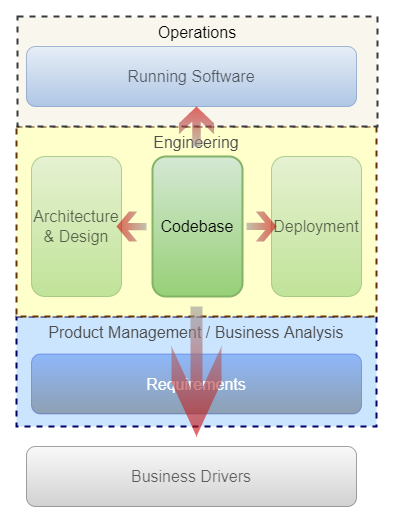 Operations
Running Software
Engineering
Architecture
& Design
Codebase
Deployment
Product Management / Business Analysis
Requirements
Business Drivers